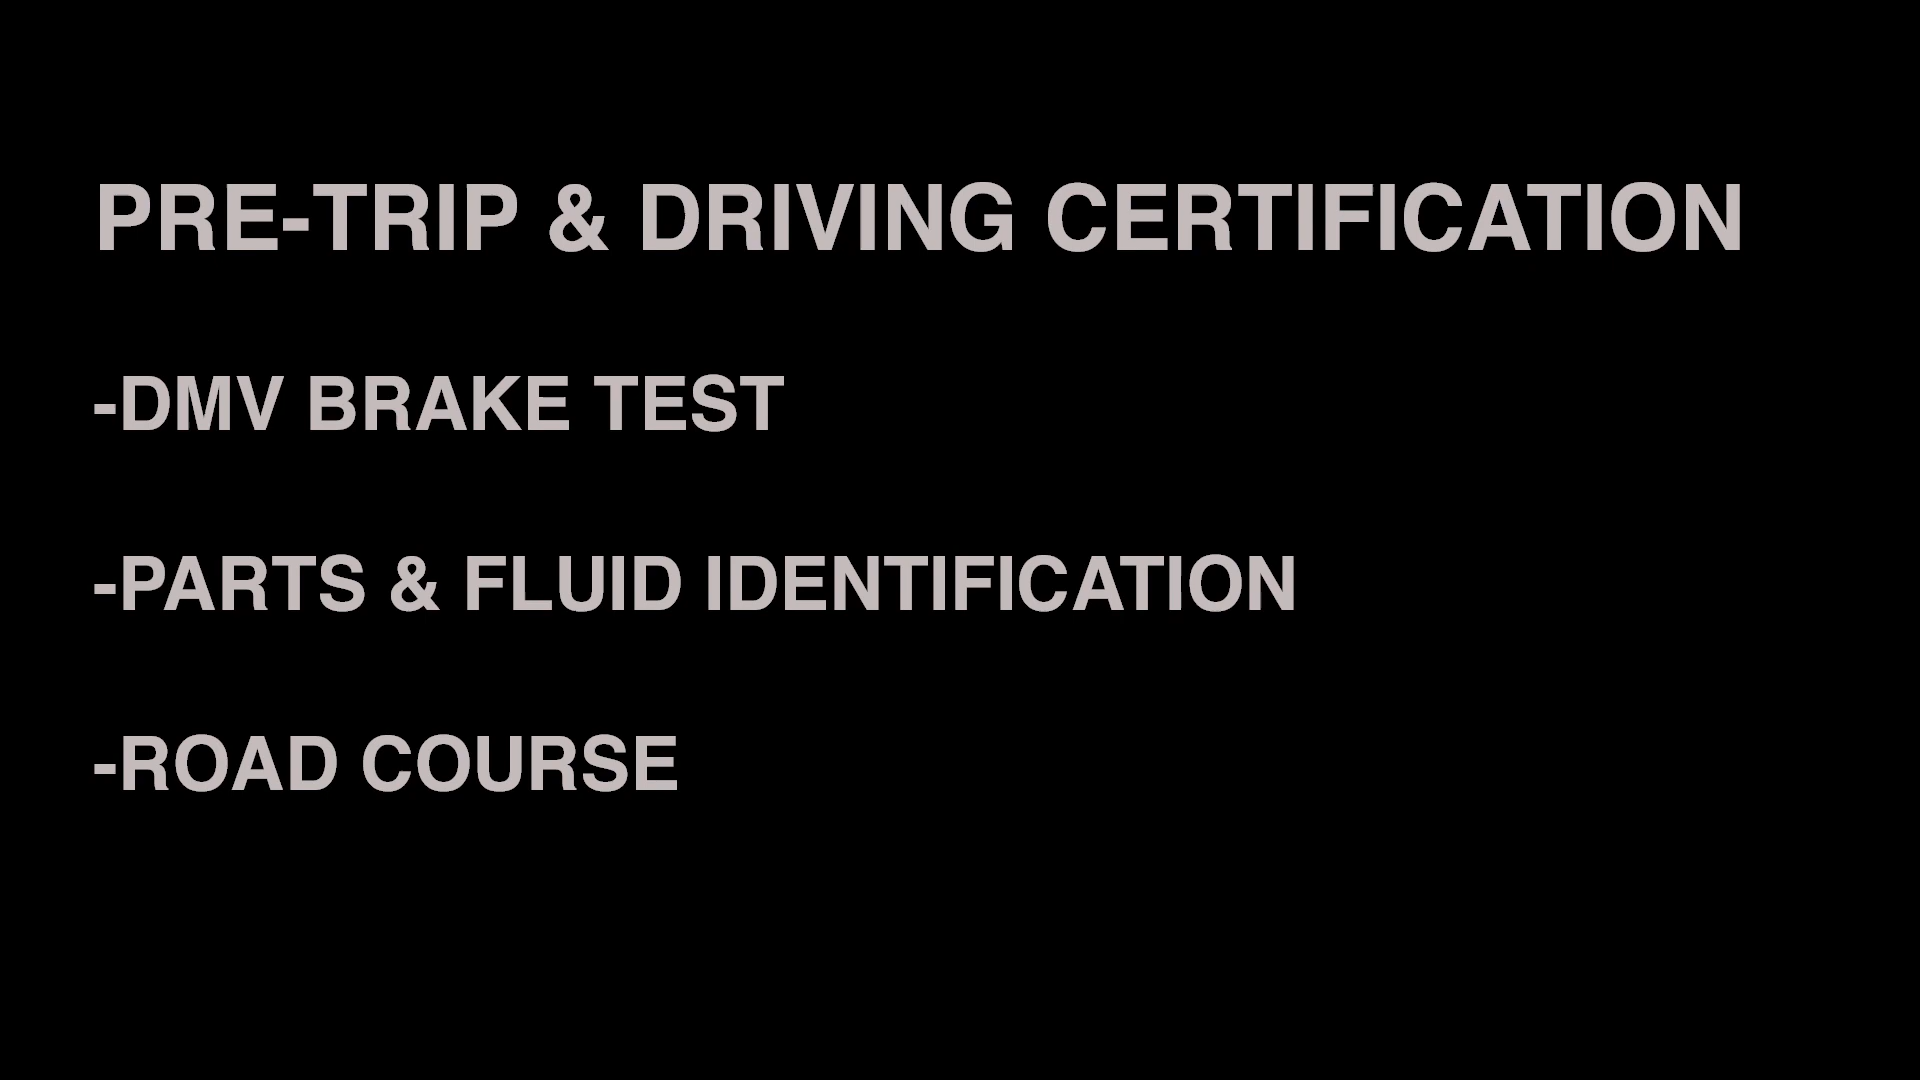 PRE-TRIP & DRIVING CERTIFICATION
-DMV BRAKE TEST
-PARTS & FLUID IDENTIFICATION
-ROAD COURSE